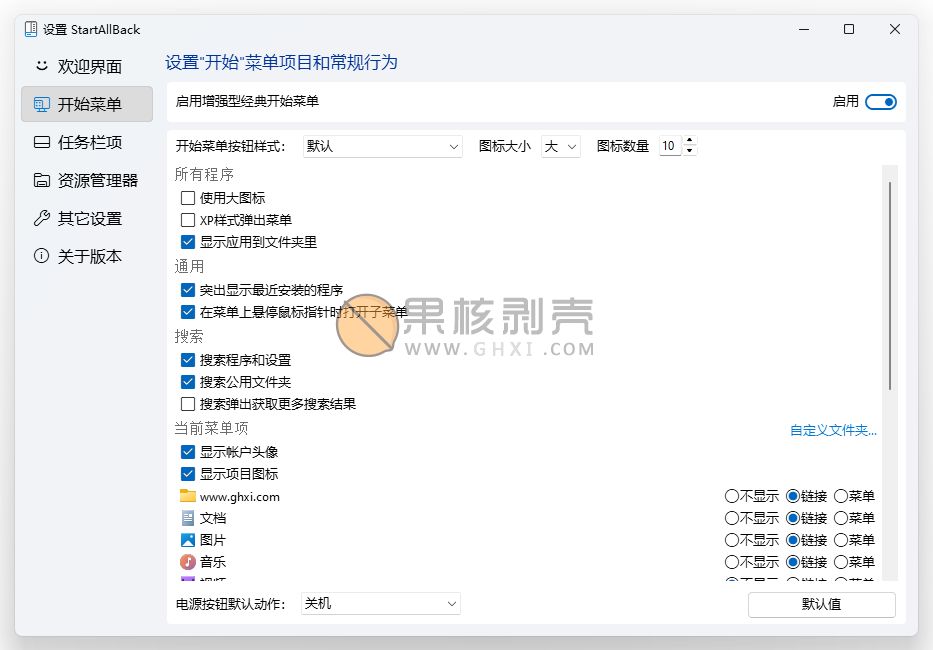 设置 StartAllBack
欢迎界面
开始菜单
任务栏项
资源管理器
其它设置
关于版本
设置"开始"菜单项目和常规行为
启用增强型经典开始菜单 启用
开始菜单按钮样式: 默认 图标大小 大 图标数量 10
所有程序
使用大图标
XP样式弹出菜单
显示应用到文件夹里
通用
突出显示最近安装的程序
在菜单上悬停鼠标指针时打开子菜单
果核剥壳
WWW.GHXI.COM
搜索
搜索程序和设置
搜索公用文件夹
搜索弹出获取更多搜索结果
当前菜单项 自定义文件夹...
显示帐户头像
显示项目图标
www.ghxi.com 不显示 链接 菜单
文档 不显示 链接 菜单
图片 不显示 链接 菜单
音乐 不显示 链接 菜单
电源按钮默认动作: 关机 默认值